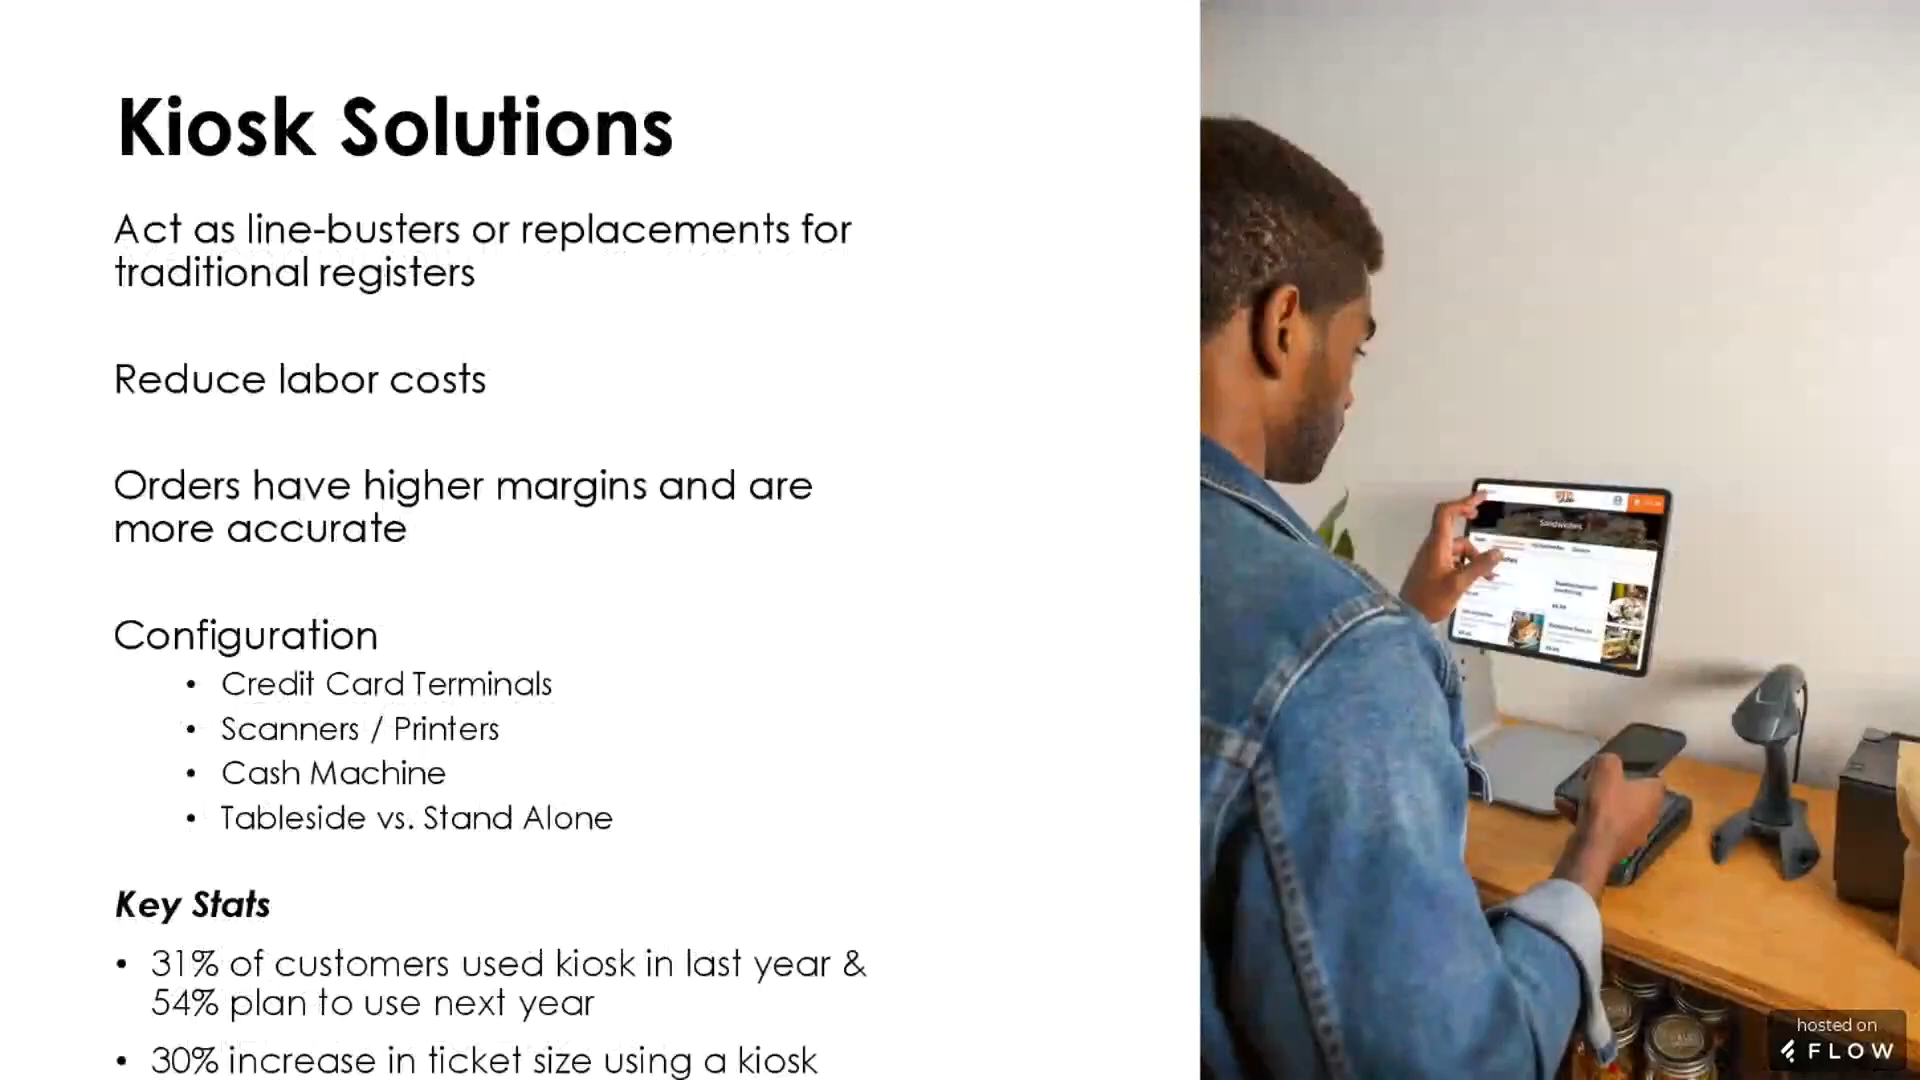 Kiosk Solutions
Act as line-busters or replacements for
traditional registers
Reduce labor costs
Orders have higher margins and are
more accurate
Configuration
• Credit Card Terminals
• Scanners / Printers
• Cash Machine
• Tableside vs. Stand Alone
Key Stats
• 31% of customers used kiosk in last year &
54% plan to use next year
• 30% increase in ticket size using a kiosk
Sandwiches
hosted on
FLOW